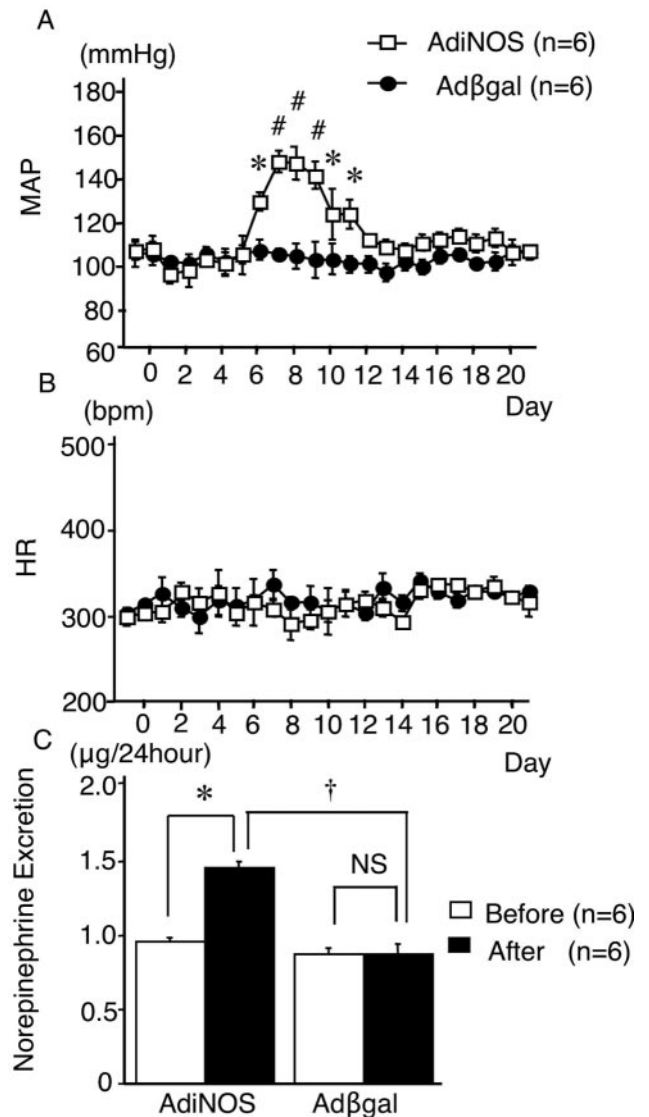 A
(mmHg)
AdiNOS (n=6)
Adβgal (n=6)
MAP
180
160
140
120
100
80
60
# # # * * *
0 2 4 6 8 10 12 14 16 18 20
Day
B
(bpm)
HR
500
400
300
200
0 2 4 6 8 10 12 14 16 18 20
Day
C
(μg/24hour)
Norepinephrine Excretion
2.0
1.5
1.0
0.5
0
* †
NS
Before (n=6)
After (n=6)
AdiNOS Adβgal